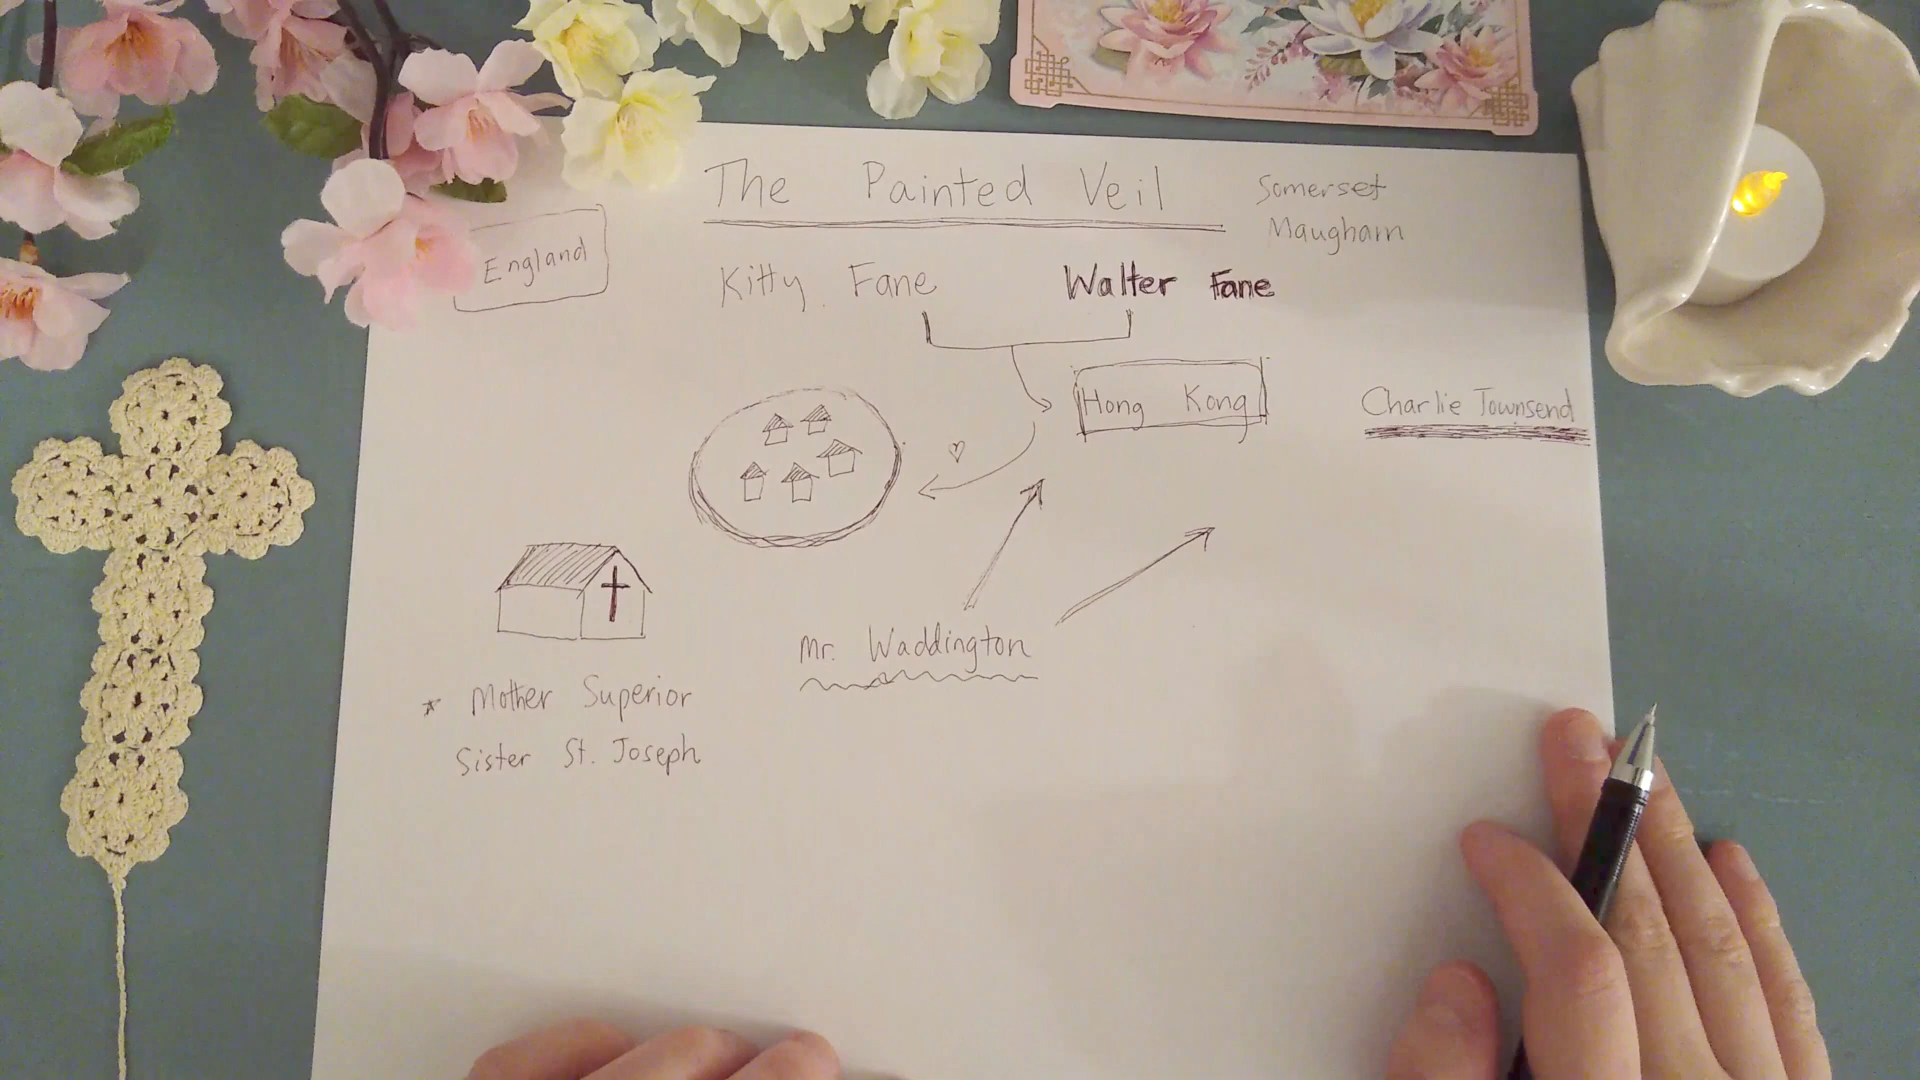 The Painted Veil
Somerset
Maugham
England
Kitty Fane
Walter Fane
Hong Kong
Charlie Townsend
Mr. Waddington
* Mother Superior
Sister St. Joseph